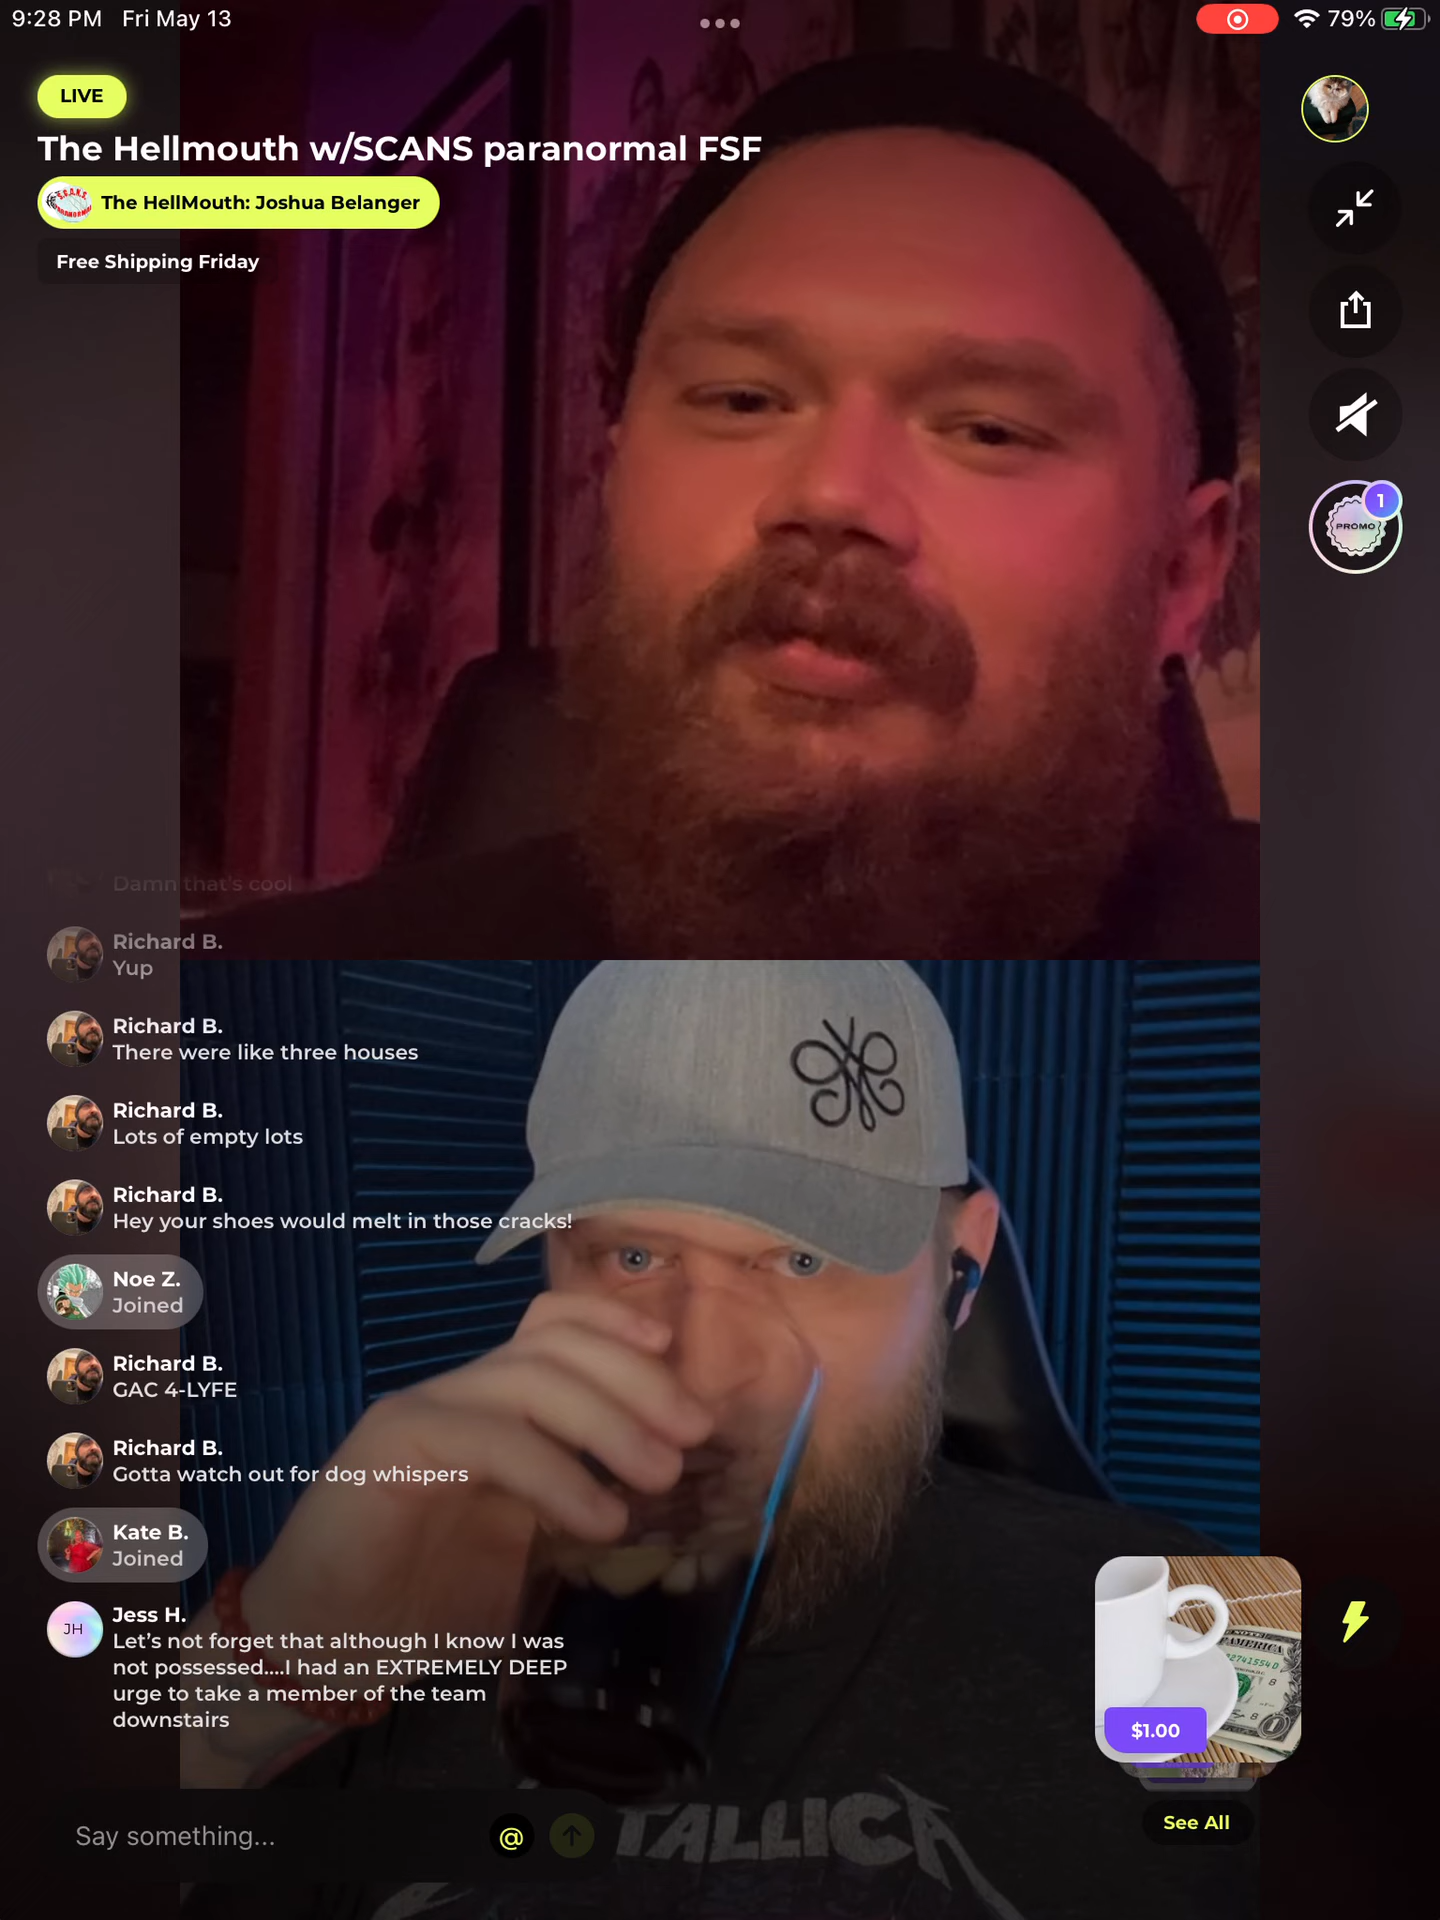 9:28 PM Fri May 13
79%
LIVE
The Hellmouth w/SCANS paranormal FSF
The HellMouth: Joshua Belanger
Free Shipping Friday
1
PROMO
Damn that's cool
Richard B.
Yup
Richard B.
There were like three houses
Richard B.
Lots of empty lots
Richard B.
Hey your shoes would melt in those cracks!
Noe Z.
Joined
Richard B.
GAC 4-LYFE
Richard B.
Gotta watch out for dog whispers
Kate B.
Joined
JH
Jess H.
Let's not forget that although I know I was
not possessed....I had an EXTREMELY DEEP
urge to take a member of the team
downstairs
$1.00
See All
Say something...
@
TALLICA